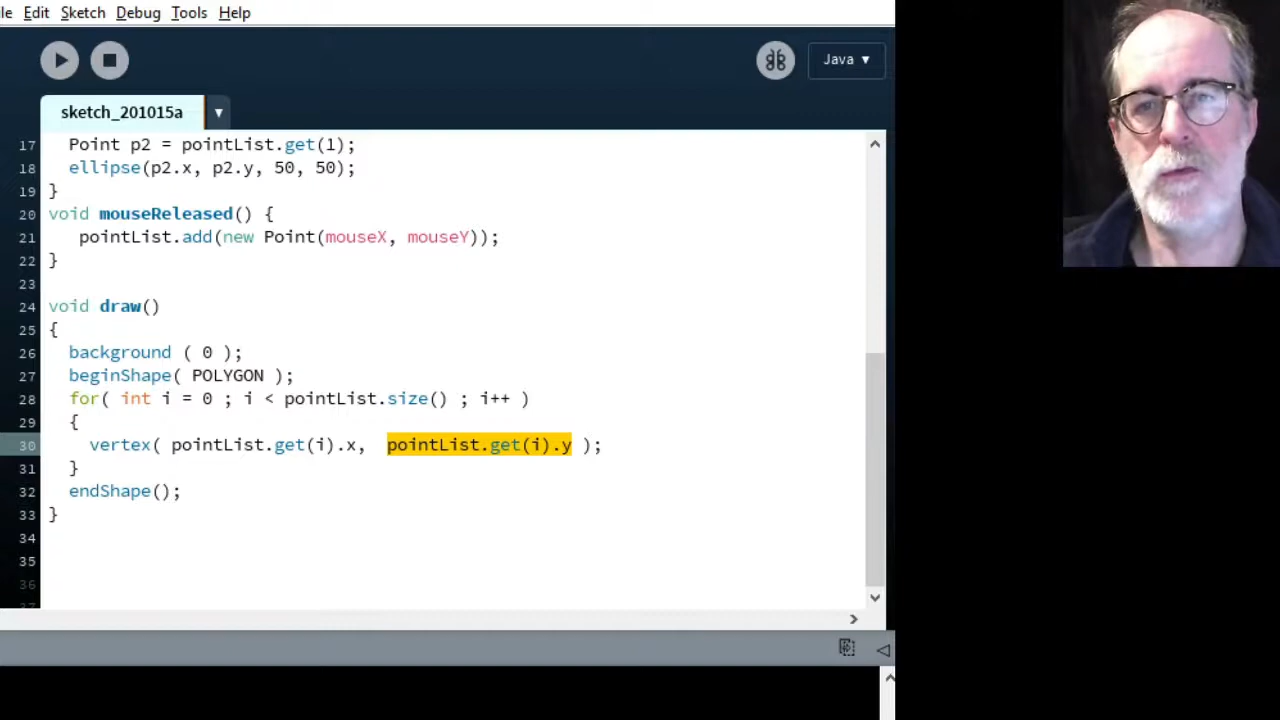 Edit Sketch Debug Tools Help
Java ▼
sketch_201015a ▼
17 Point p2 = pointList.get(1);
18 ellipse(p2.x, p2.y, 50, 50);
19 }
20 void mouseReleased() {
21 pointList.add(new Point(mouseX, mouseY));
22 }
23
24 void draw()
25 {
26 background ( 0 );
27 beginShape( POLYGON );
28 for( int i = 0 ; i < pointList.size() ; i++ )
29 {
30 vertex( pointList.get(i).x, pointList.get(i).y );
31 }
32 endShape();
33 }
34
35
36